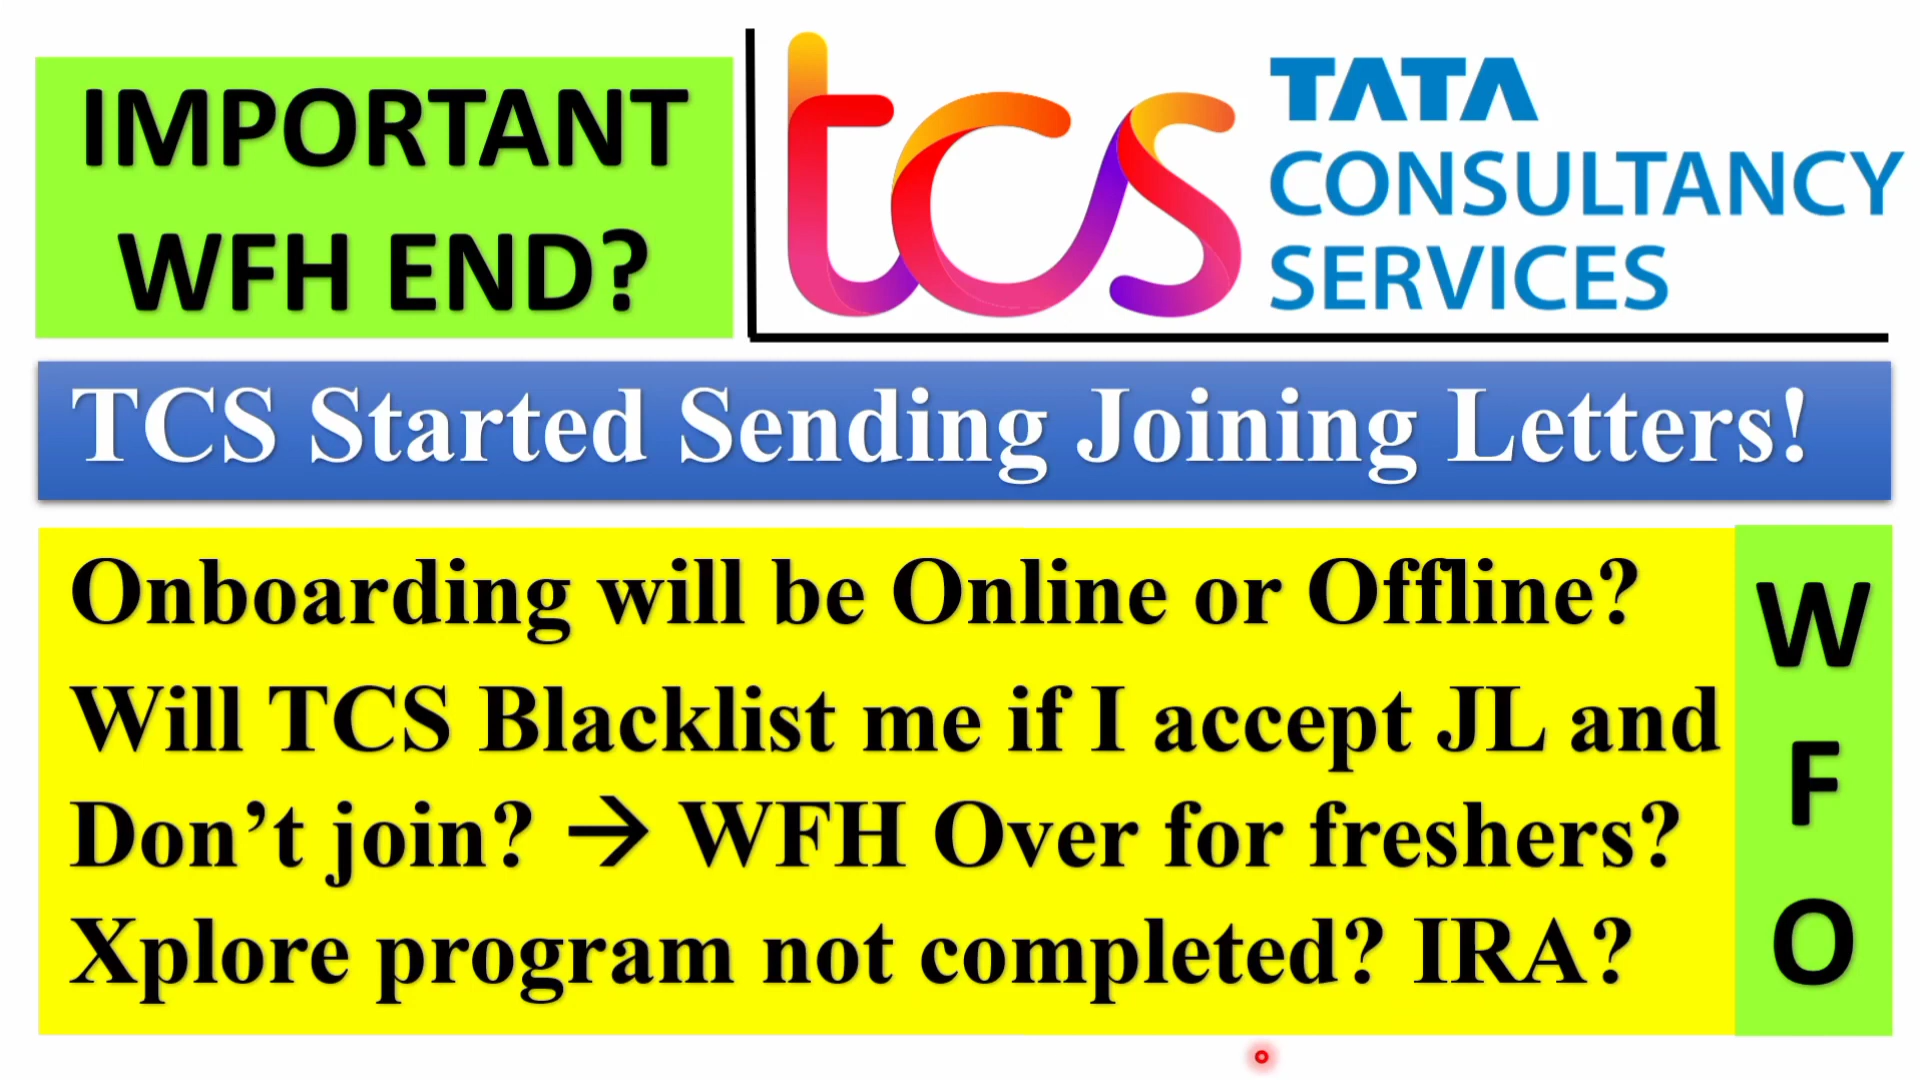 IMPORTANT
WFH END?
tcs
TATA
CONSULTANCY
SERVICES
TCS Started Sending Joining Letters!
Onboarding will be Online or Offline?
Will TCS Blacklist me if I accept JL and
Don't join? → WFH Over for freshers?
Xplore program not completed? IRA?
W
F
O